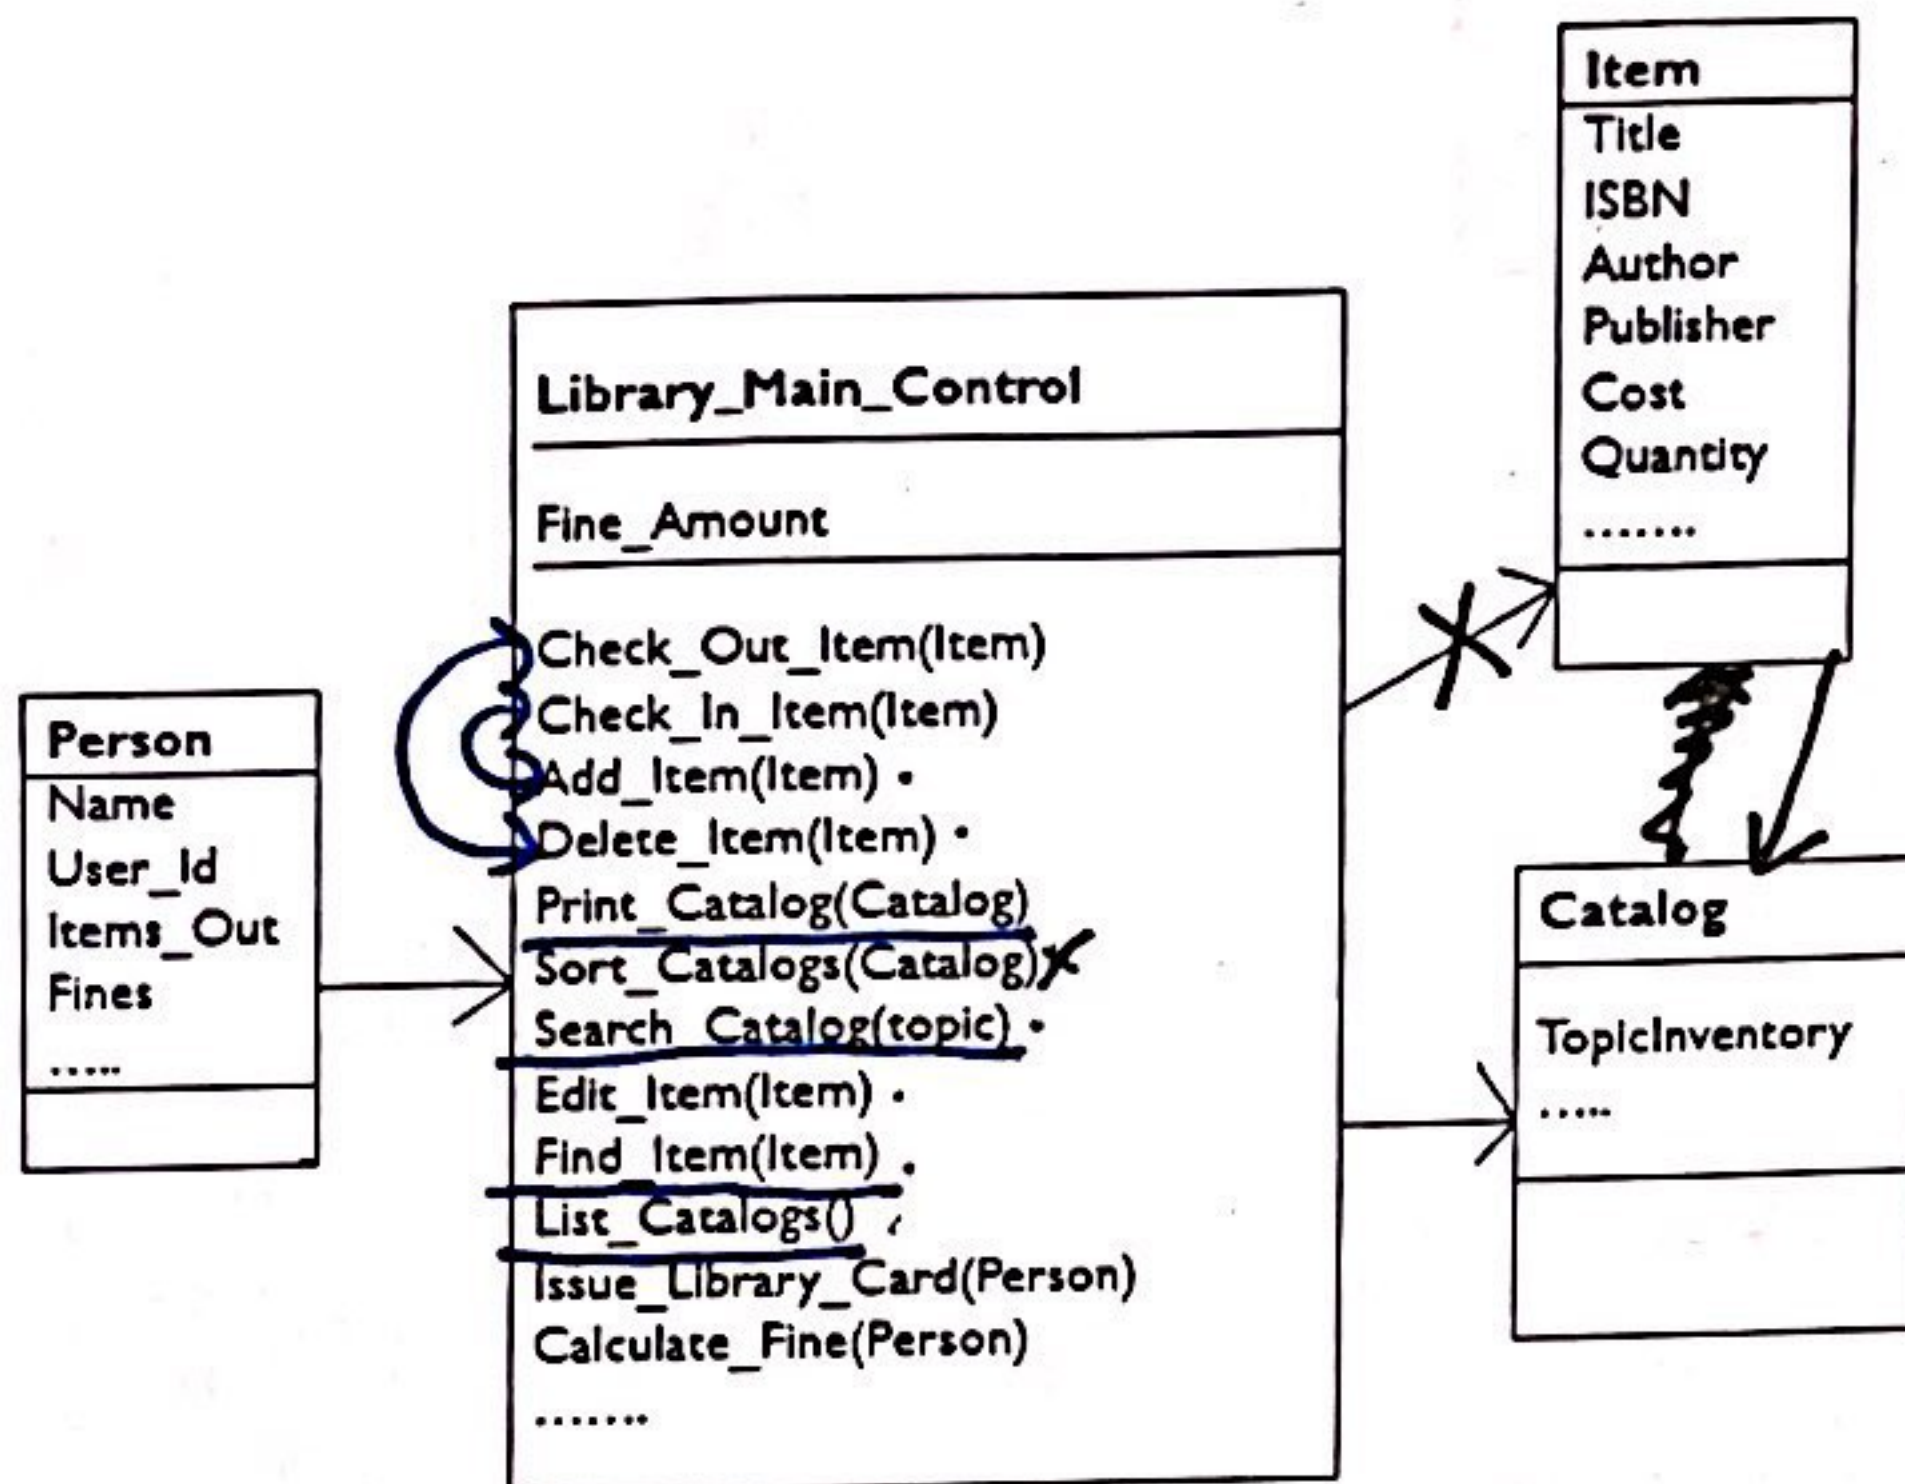 Item
Title
ISBN
Author
Publisher
Cost
Quantity
.......
Library_Main_Control
Fine_Amount
Check_Out_Item(Item)
Check_In_Item(Item)
Add_Item(Item)
Delete_Item(Item)
Print_Catalog(Catalog)
Sort_Catalogs(Catalog)
Search_Catalog(topic)
Edit_Item(Item)
Find_Item(Item)
List_Catalogs()
Issue_Library_Card(Person)
Calculate_Fine(Person)
.......
Person
Name
User_Id
Items_Out
Fines
.....
Catalog
TopicInventory
.....